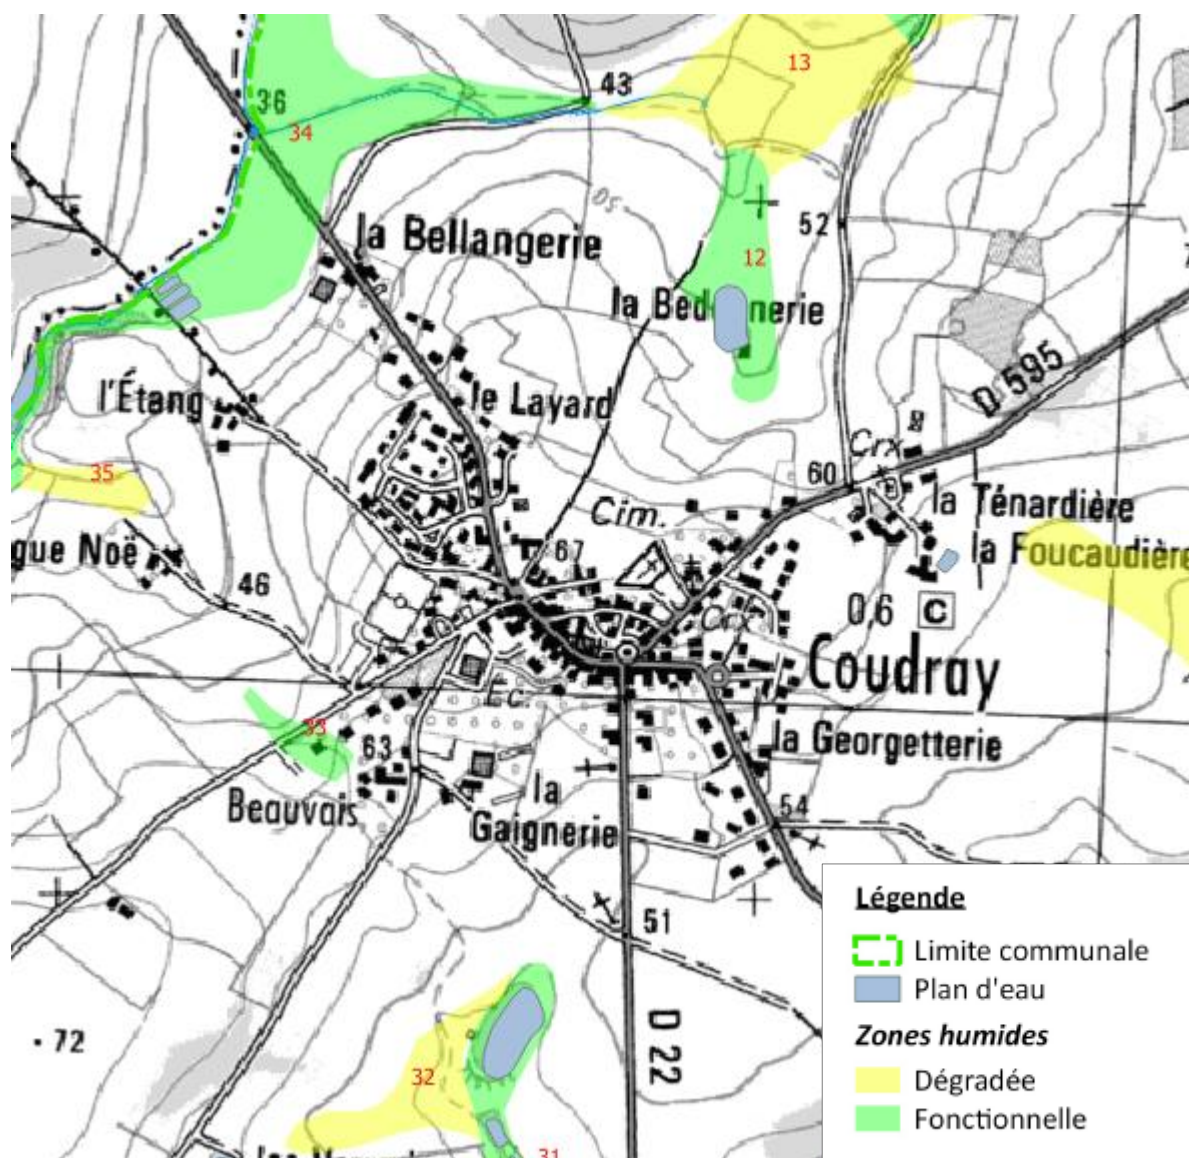 13
43
36
34
52
la Bellangerie
12
la Bed nnerie
D 595
le Layard
l'Étang
Crx
60
35
la Ténardière
Cim.
gue Noë
67
la Foucaudière
46
0,6
C
Crx
Coudray
Éc.
33
63
la Georgetterie
Beauvais
la
Gaignerie
54
51
D 22
72
32
31
Légende
Limite communale
Plan d'eau
Zones humides
Dégradée
Fonctionnelle